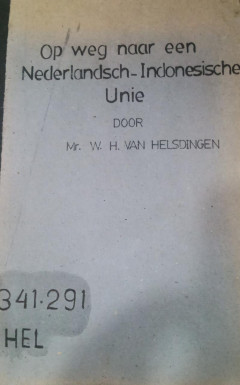 Op weg naar een
Nederlandsch-Indonesische
Unie
DOOR
Mr. W. H. VAN HELSDINGEN
341.291
HEL